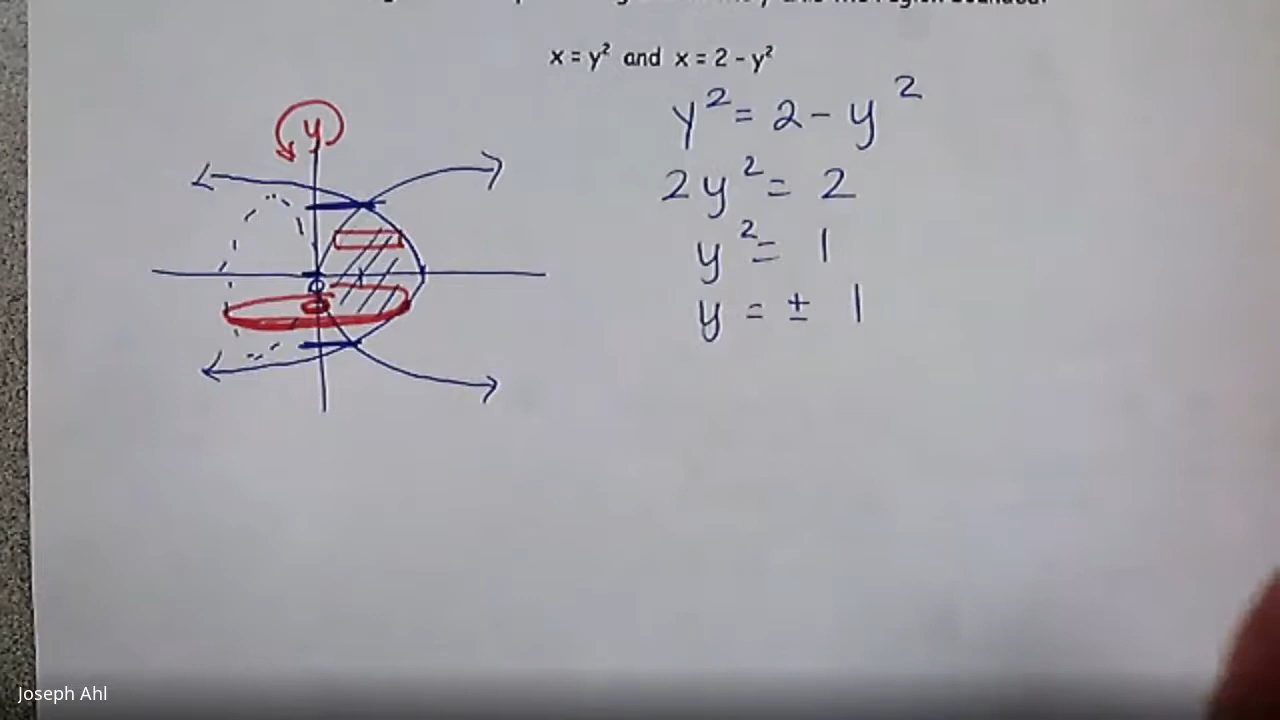 x = y² and x = 2 - y²
y
y² = 2 - y²
2y² = 2
y² = 1
y = ± 1
Joseph Ahl